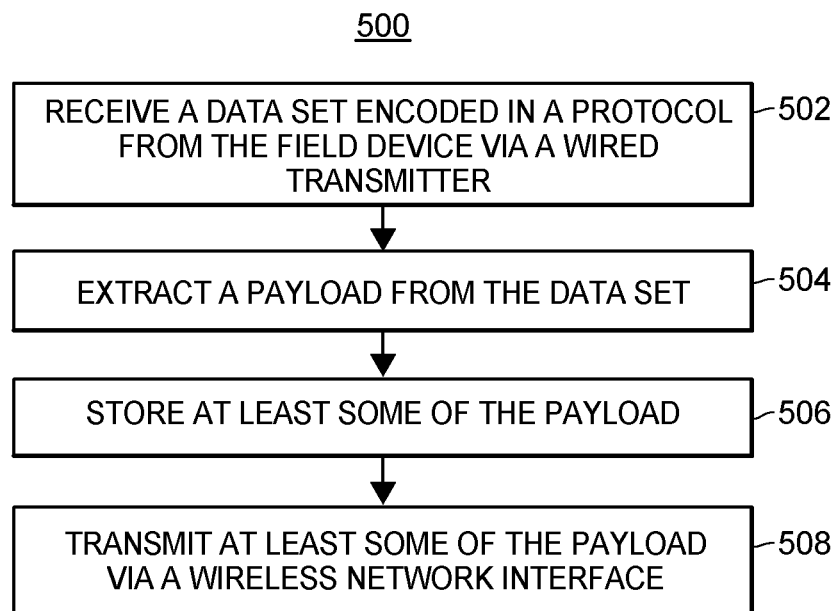 500
RECEIVE A DATA SET ENCODED IN A PROTOCOL
FROM THE FIELD DEVICE VIA A WIRED
TRANSMITTER
502
EXTRACT A PAYLOAD FROM THE DATA SET
504
STORE AT LEAST SOME OF THE PAYLOAD
506
TRANSMIT AT LEAST SOME OF THE PAYLOAD
VIA A WIRELESS NETWORK INTERFACE
508